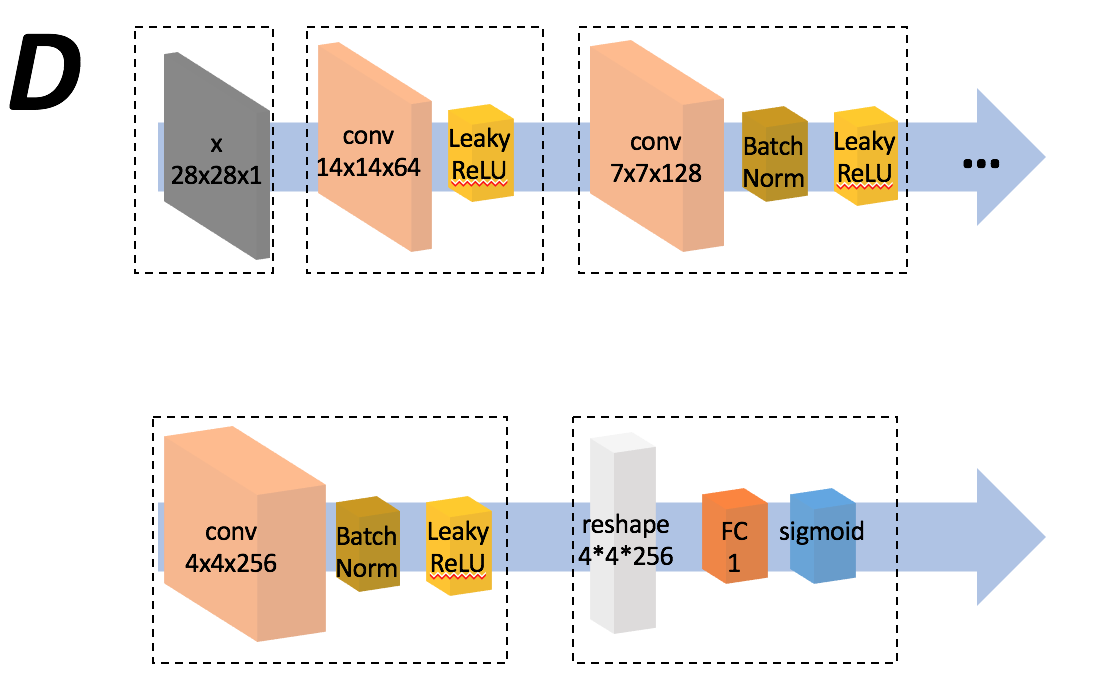 D
x
28x28x1
conv
14x14x64
Leaky
ReLU
conv
7x7x128
Batch
Norm
Leaky
ReLU
...
conv
4x4x256
Batch
Norm
Leaky
ReLU
reshape
4*4*256
FC
1
sigmoid